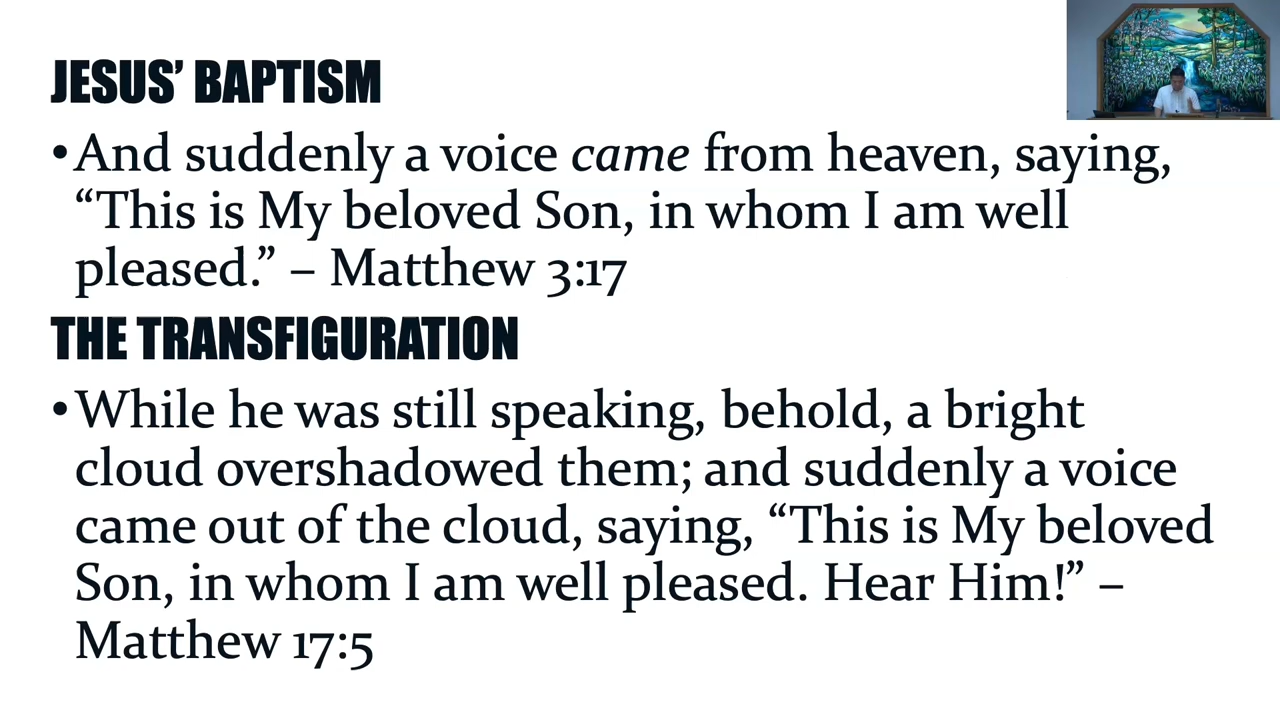 JESUS’ BAPTISM
•And suddenly a voice came from heaven, saying,
“This is My beloved Son, in whom I am well
pleased.” – Matthew 3:17
THE TRANSFIGURATION
•While he was still speaking, behold, a bright
cloud overshadowed them; and suddenly a voice
came out of the cloud, saying, “This is My beloved
Son, in whom I am well pleased. Hear Him!” –
Matthew 17:5